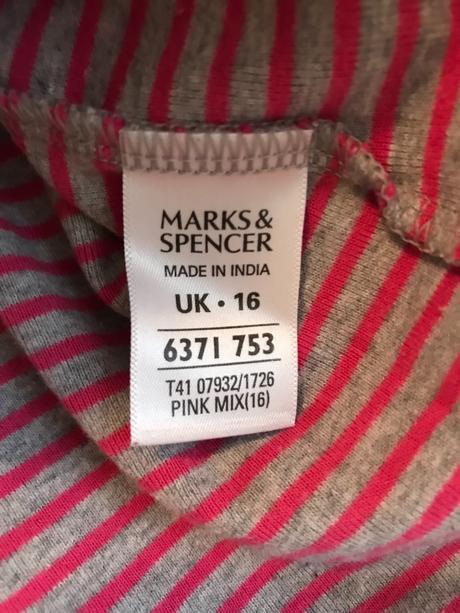 MARKS &
SPENCER
MADE IN INDIA
UK • 16
6371 753
T41 07932/1726
PINK MIX(16)